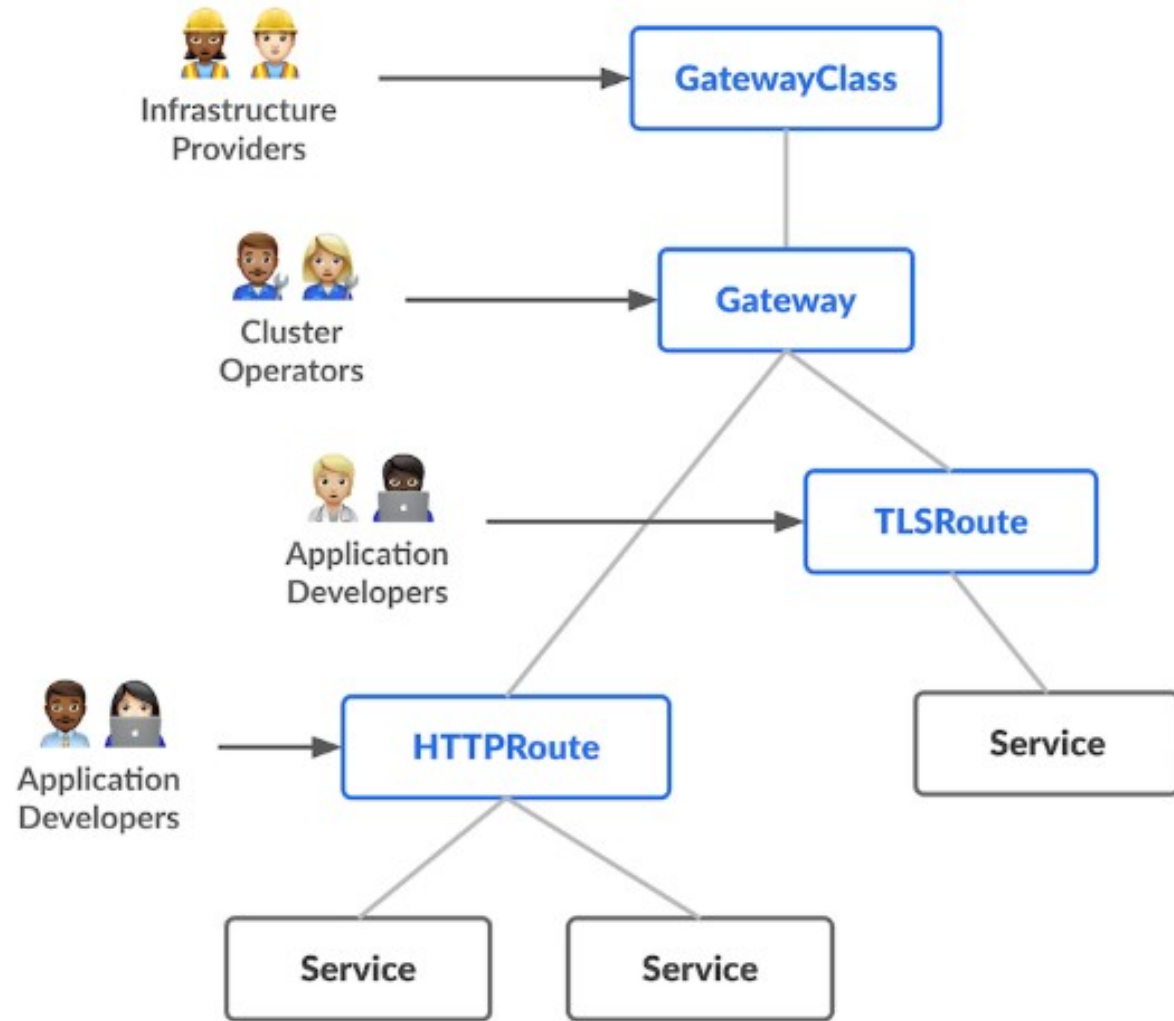 Infrastructure
Providers
GatewayClass
Cluster
Operators
Gateway
Application
Developers
TLSRoute
Application
Developers
HTTPRoute
Service
Service
Service